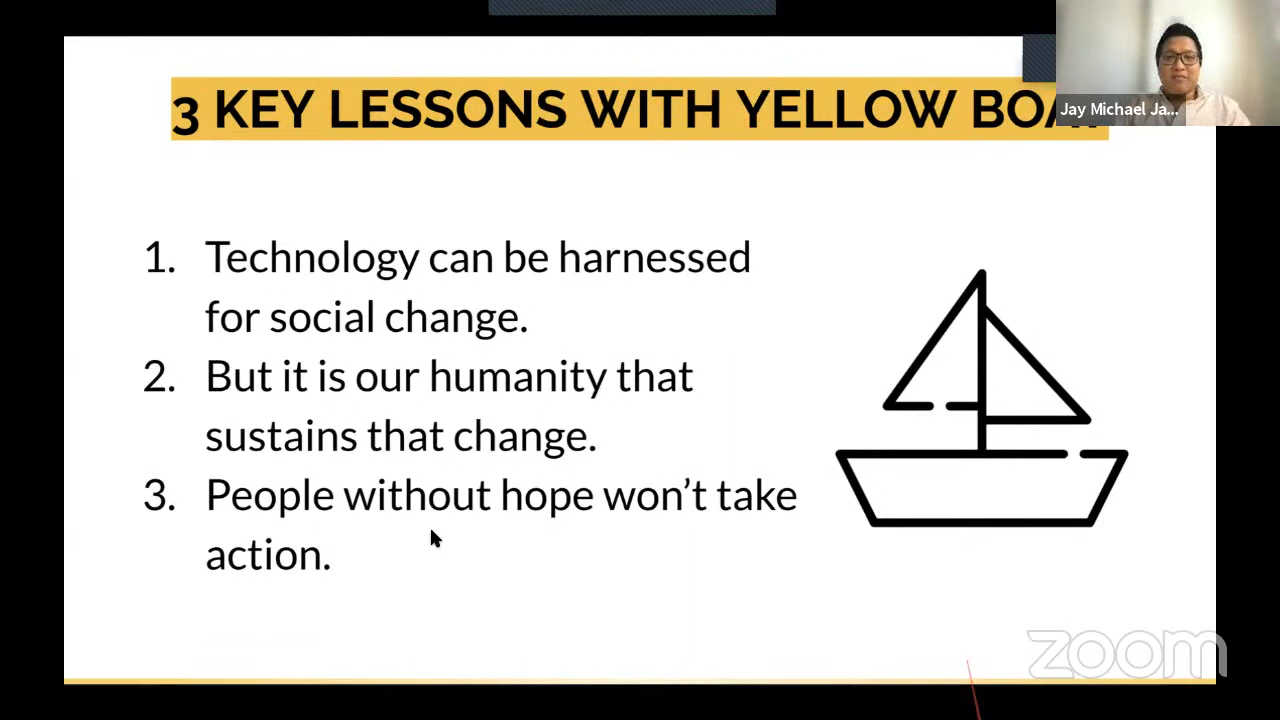 3 KEY LESSONS WITH YELLOW
Jay Michael Ja...
1. Technology can be harnessed
for social change.
2. But it is our humanity that
sustains that change.
3. People without hope won’t take
action.
zoom